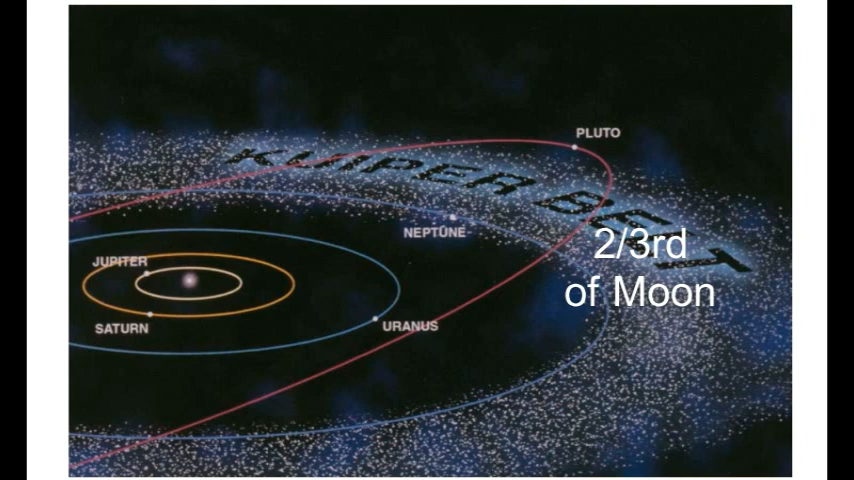 PLUTO
KUIPER BELT
NEPTUNE
2/3rd
of Moon
JUPITER
SATURN
URANUS